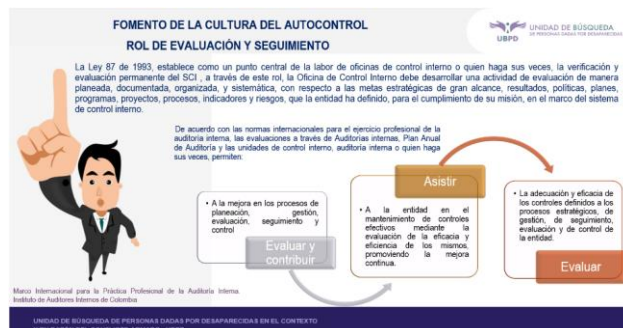 FOMENTO DE LA CULTURA DEL AUTOCONTROL
ROL DE EVALUACIÓN Y SEGUIMIENTO
UBPD
UNIDAD DE BÚSQUEDA
DE PERSONAS DADAS POR DESAPARECIDAS
La Ley 87 de 1993, establece como un punto central de la labor de oficinas de control interno o quien haga sus veces, la verificación y
evaluación permanente del SCI , a través de este rol, la Oficina de Control Interno debe desarrollar una actividad de evaluación de manera
planeada, documentada, organizada, y sistemática, con respecto a las metas estratégicas de gran alcance, resultados, políticas, planes,
programas, proyectos, procesos, indicadores y riesgos, que la entidad ha definido, para el cumplimiento de su misión, en el marco del sistema
de control interno.
De acuerdo con las normas internacionales para el ejercicio profesional de la
auditoría interna, las evaluaciones a través de Auditorias internas, Plan Anual
de Auditoría y las unidades de control interno, auditoría interna o quien haga
sus veces, permiten:
• A la mejora en los procesos de
planeación, gestión,
evaluación, seguimiento y
control
Evaluar y
contribuir
Asistir
• A la entidad en el
mantenimiento de controles
efectivos mediante la
evaluación de la eficacia y
eficiencia de los mismos,
promoviendo la mejora
continua.
• La adecuación y eficacia de
los controles definidos a los
procesos estratégicos, de
gestión, de seguimiento,
evaluación y de control de
la entidad.
Evaluar
Marco Internacional para la Práctica Profesional de la Auditoría Interna.
Instituto de Auditores Internos de Colombia
UNIDAD DE BÚSQUEDA DE PERSONAS DADAS POR DESAPARECIDAS EN EL CONTEXTO